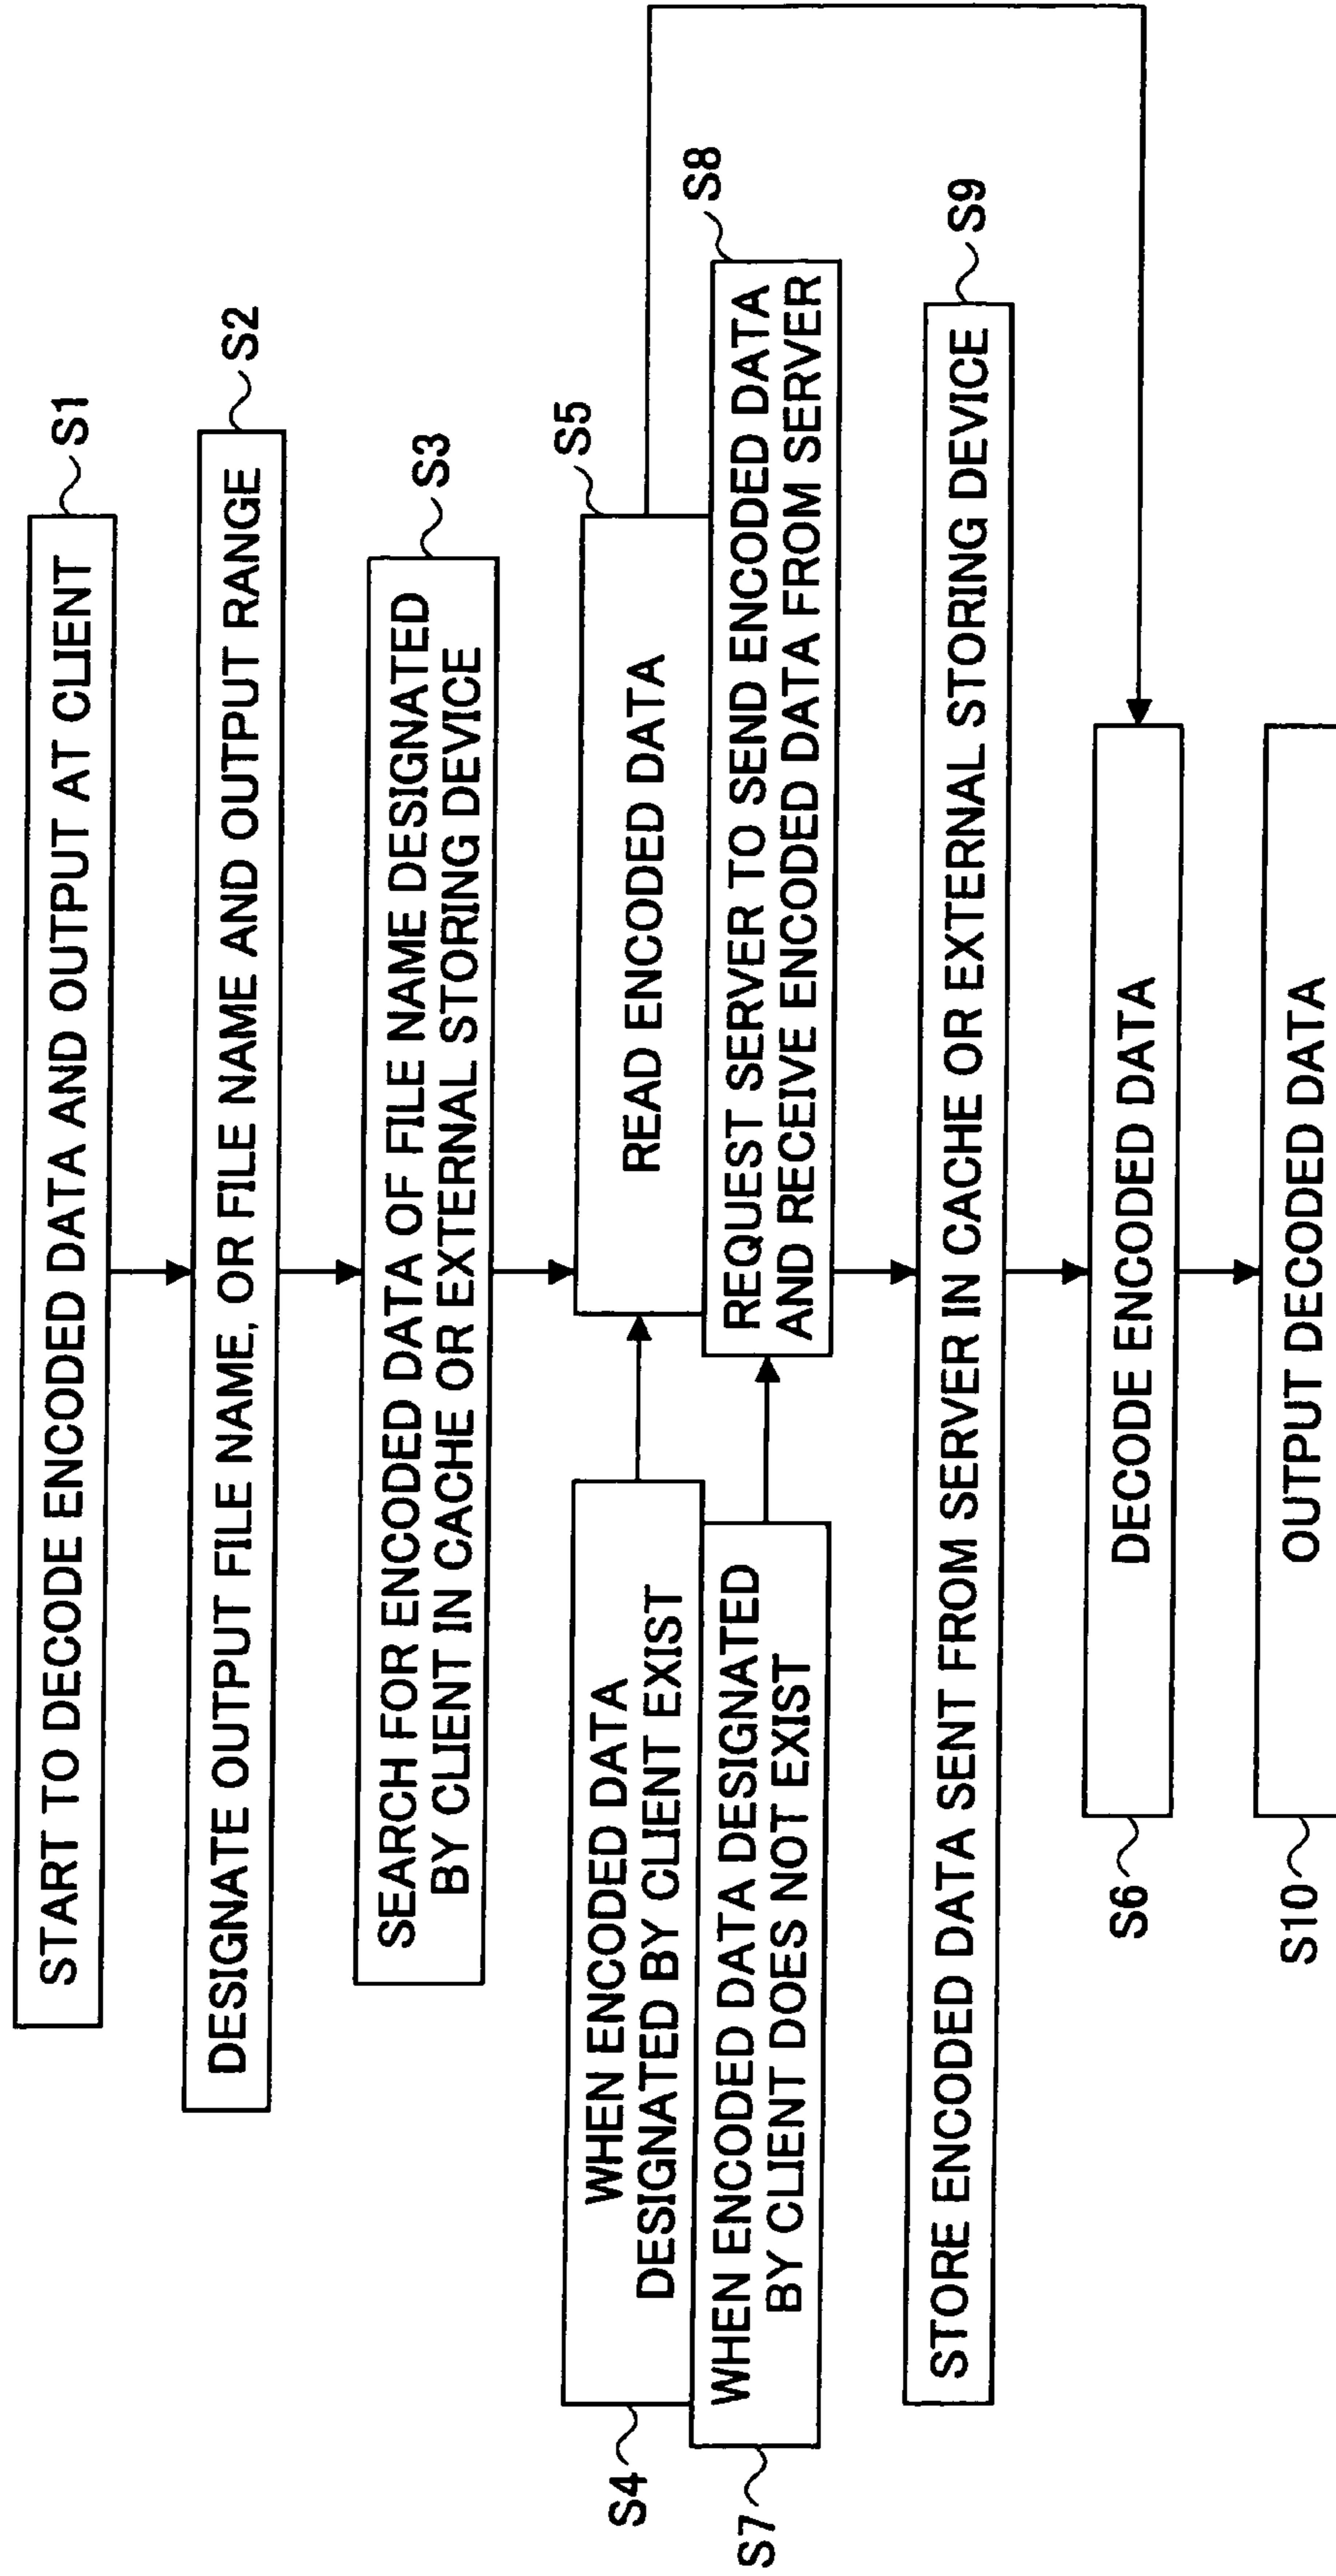 START TO DECODE ENCODED DATA AND OUTPUT AT CLIENT
S1
DESIGNATE OUTPUT FILE NAME, OR FILE NAME AND OUTPUT RANGE
S2
SEARCH FOR ENCODED DATA OF FILE NAME DESIGNATED
BY CLIENT IN CACHE OR EXTERNAL STORING DEVICE
S3
S4
WHEN ENCODED DATA
DESIGNATED BY CLIENT EXIST
READ ENCODED DATA
S5
S7
WHEN ENCODED DATA DESIGNATED
BY CLIENT DOES NOT EXIST
REQUEST SERVER TO SEND ENCODED DATA
AND RECEIVE ENCODED DATA FROM SERVER
S8
STORE ENCODED DATA SENT FROM SERVER IN CACHE OR EXTERNAL STORING DEVICE
S9
S6
DECODE ENCODED DATA
S10
OUTPUT DECODED DATA